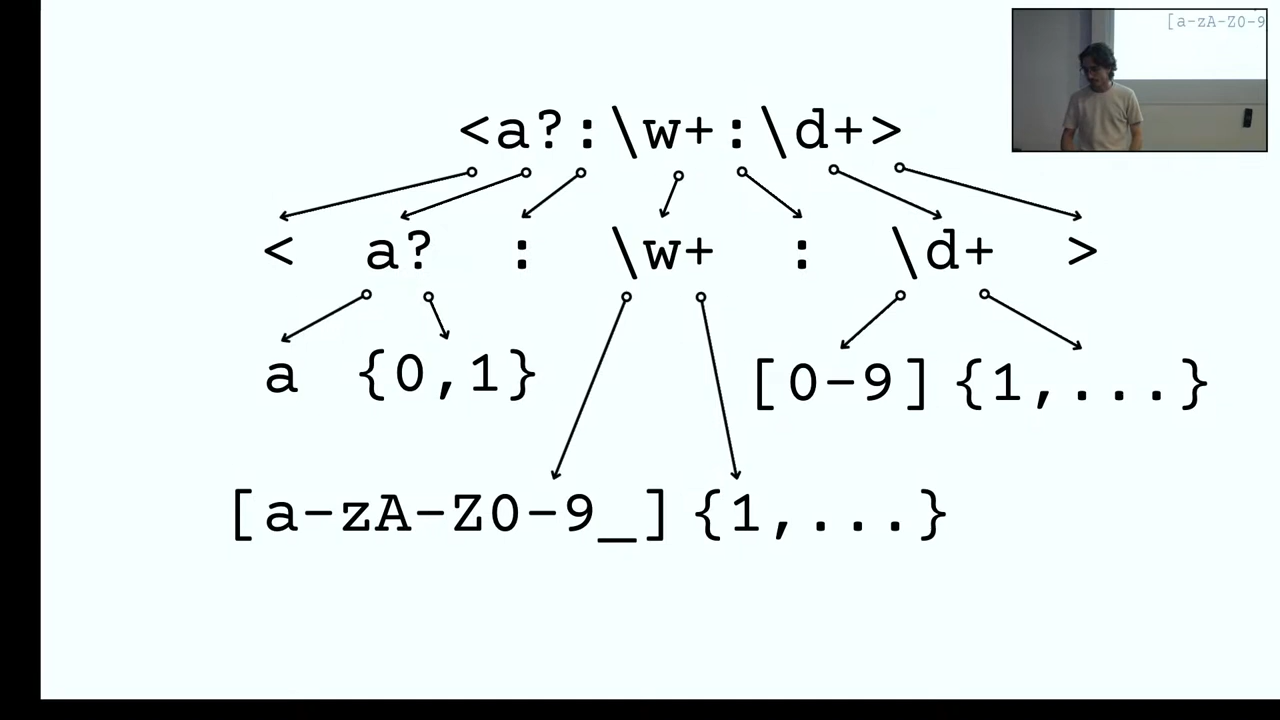 [a-zA-Z0-9
<a?:\w+:\d+>
< a? : \w+ : \d+ >
a {0,1} [0-9]{1,...}
[a-zA-Z0-9_]{1,...}